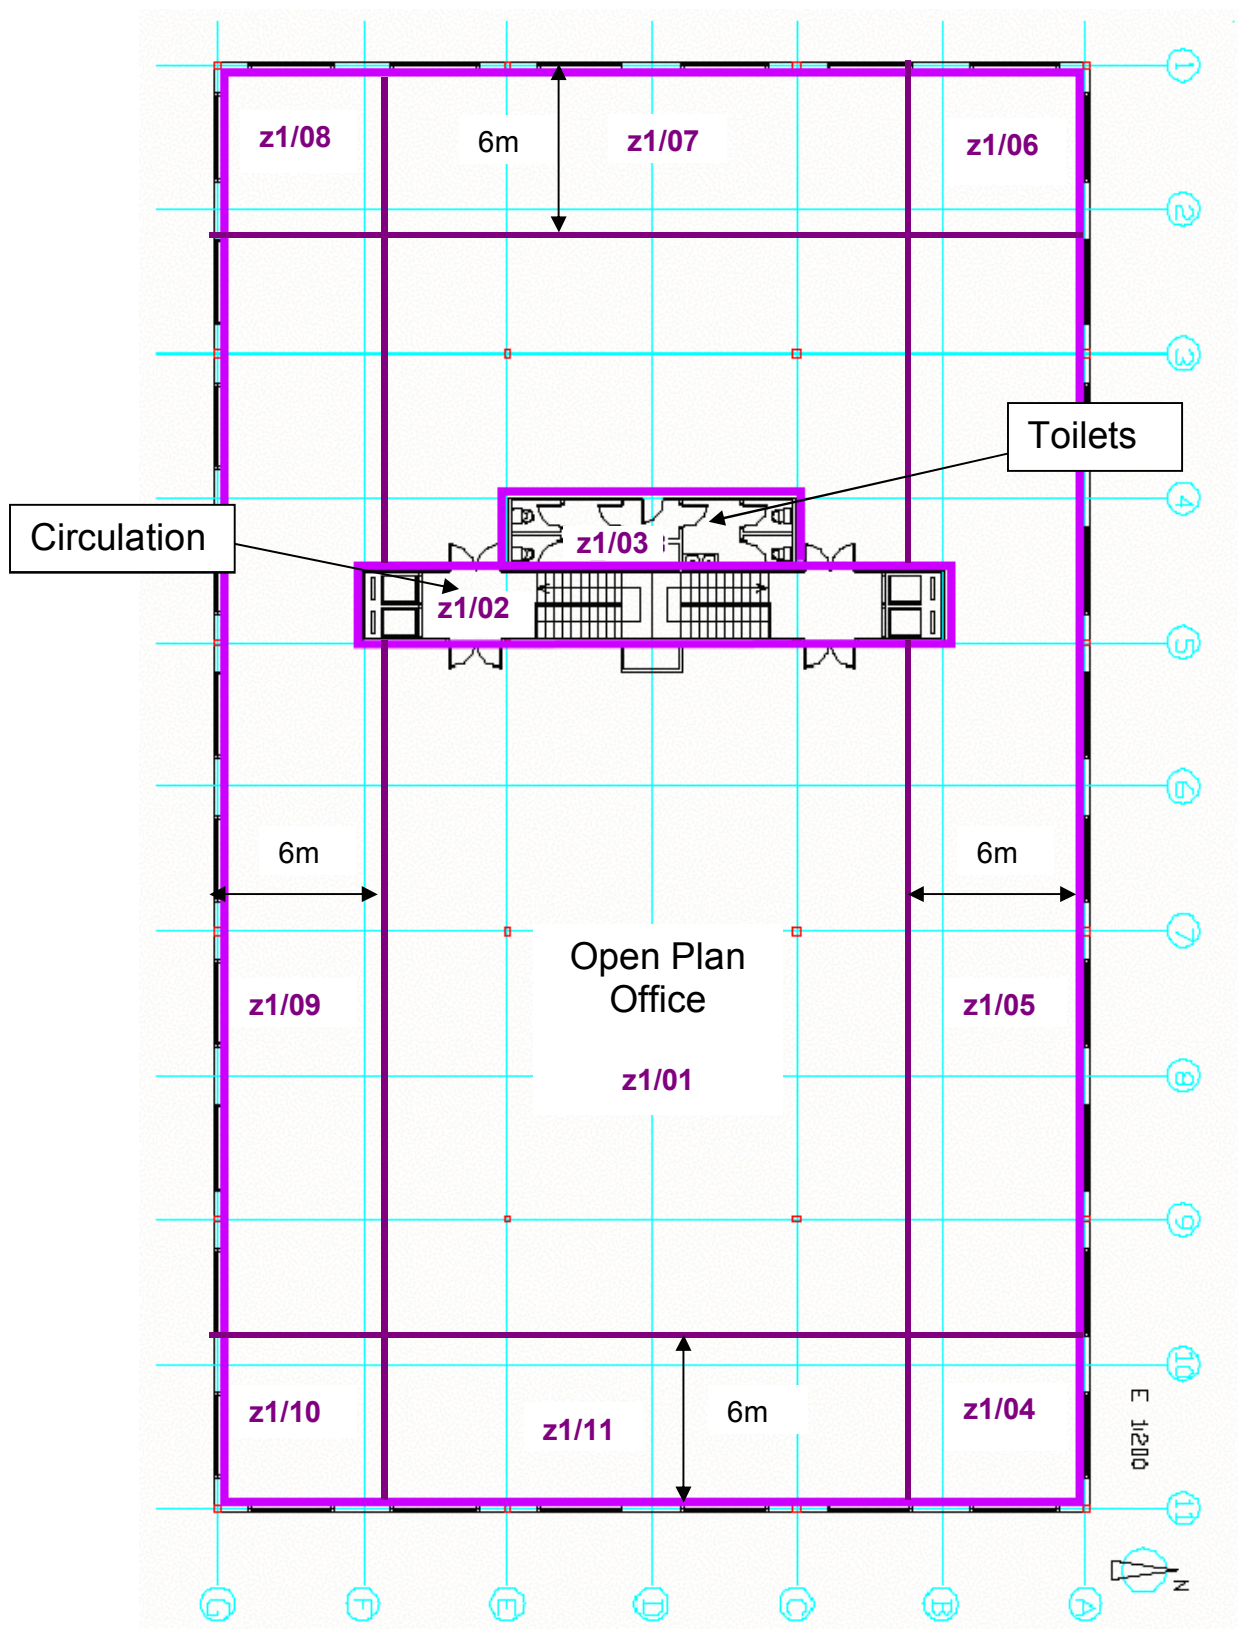 1
z1/08
6m
z1/07
z1/06
2
3
Toilets
4
Circulation
z1/03
z1/02
5
6
6m
6m
7
Open Plan
Office
z1/09
z1/05
8
z1/01
9
10
E 1:200
z1/10
z1/11
6m
z1/04
11
N
G
F
E
D
C
B
A